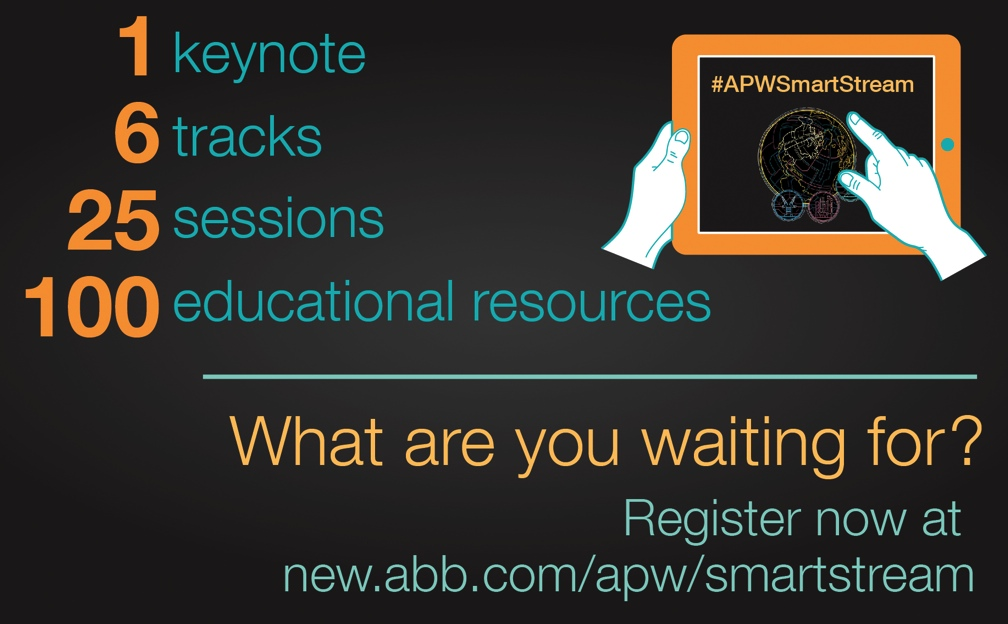 1 keynote
6 tracks
25 sessions
100 educational resources
#APWSmartStream
What are you waiting for?
Register now at
new.abb.com/apw/smartstream